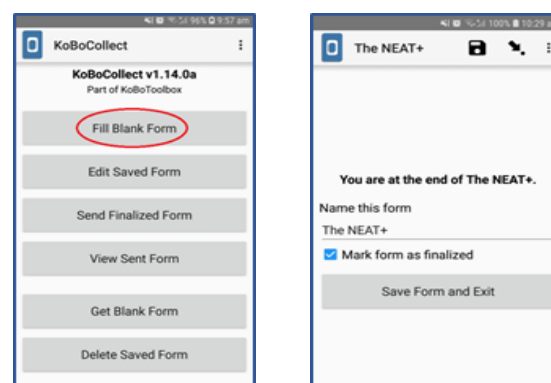 96% 9:57 am
KoBoCollect
KoBoCollect v1.14.0a
Part of KoBoToolbox
Fill Blank Form
Edit Saved Form
Send Finalized Form
View Sent Form
Get Blank Form
Delete Saved Form
100% 10:29 a
The NEAT+
You are at the end of The NEAT+.
Name this form
The NEAT+
Mark form as finalized
Save Form and Exit